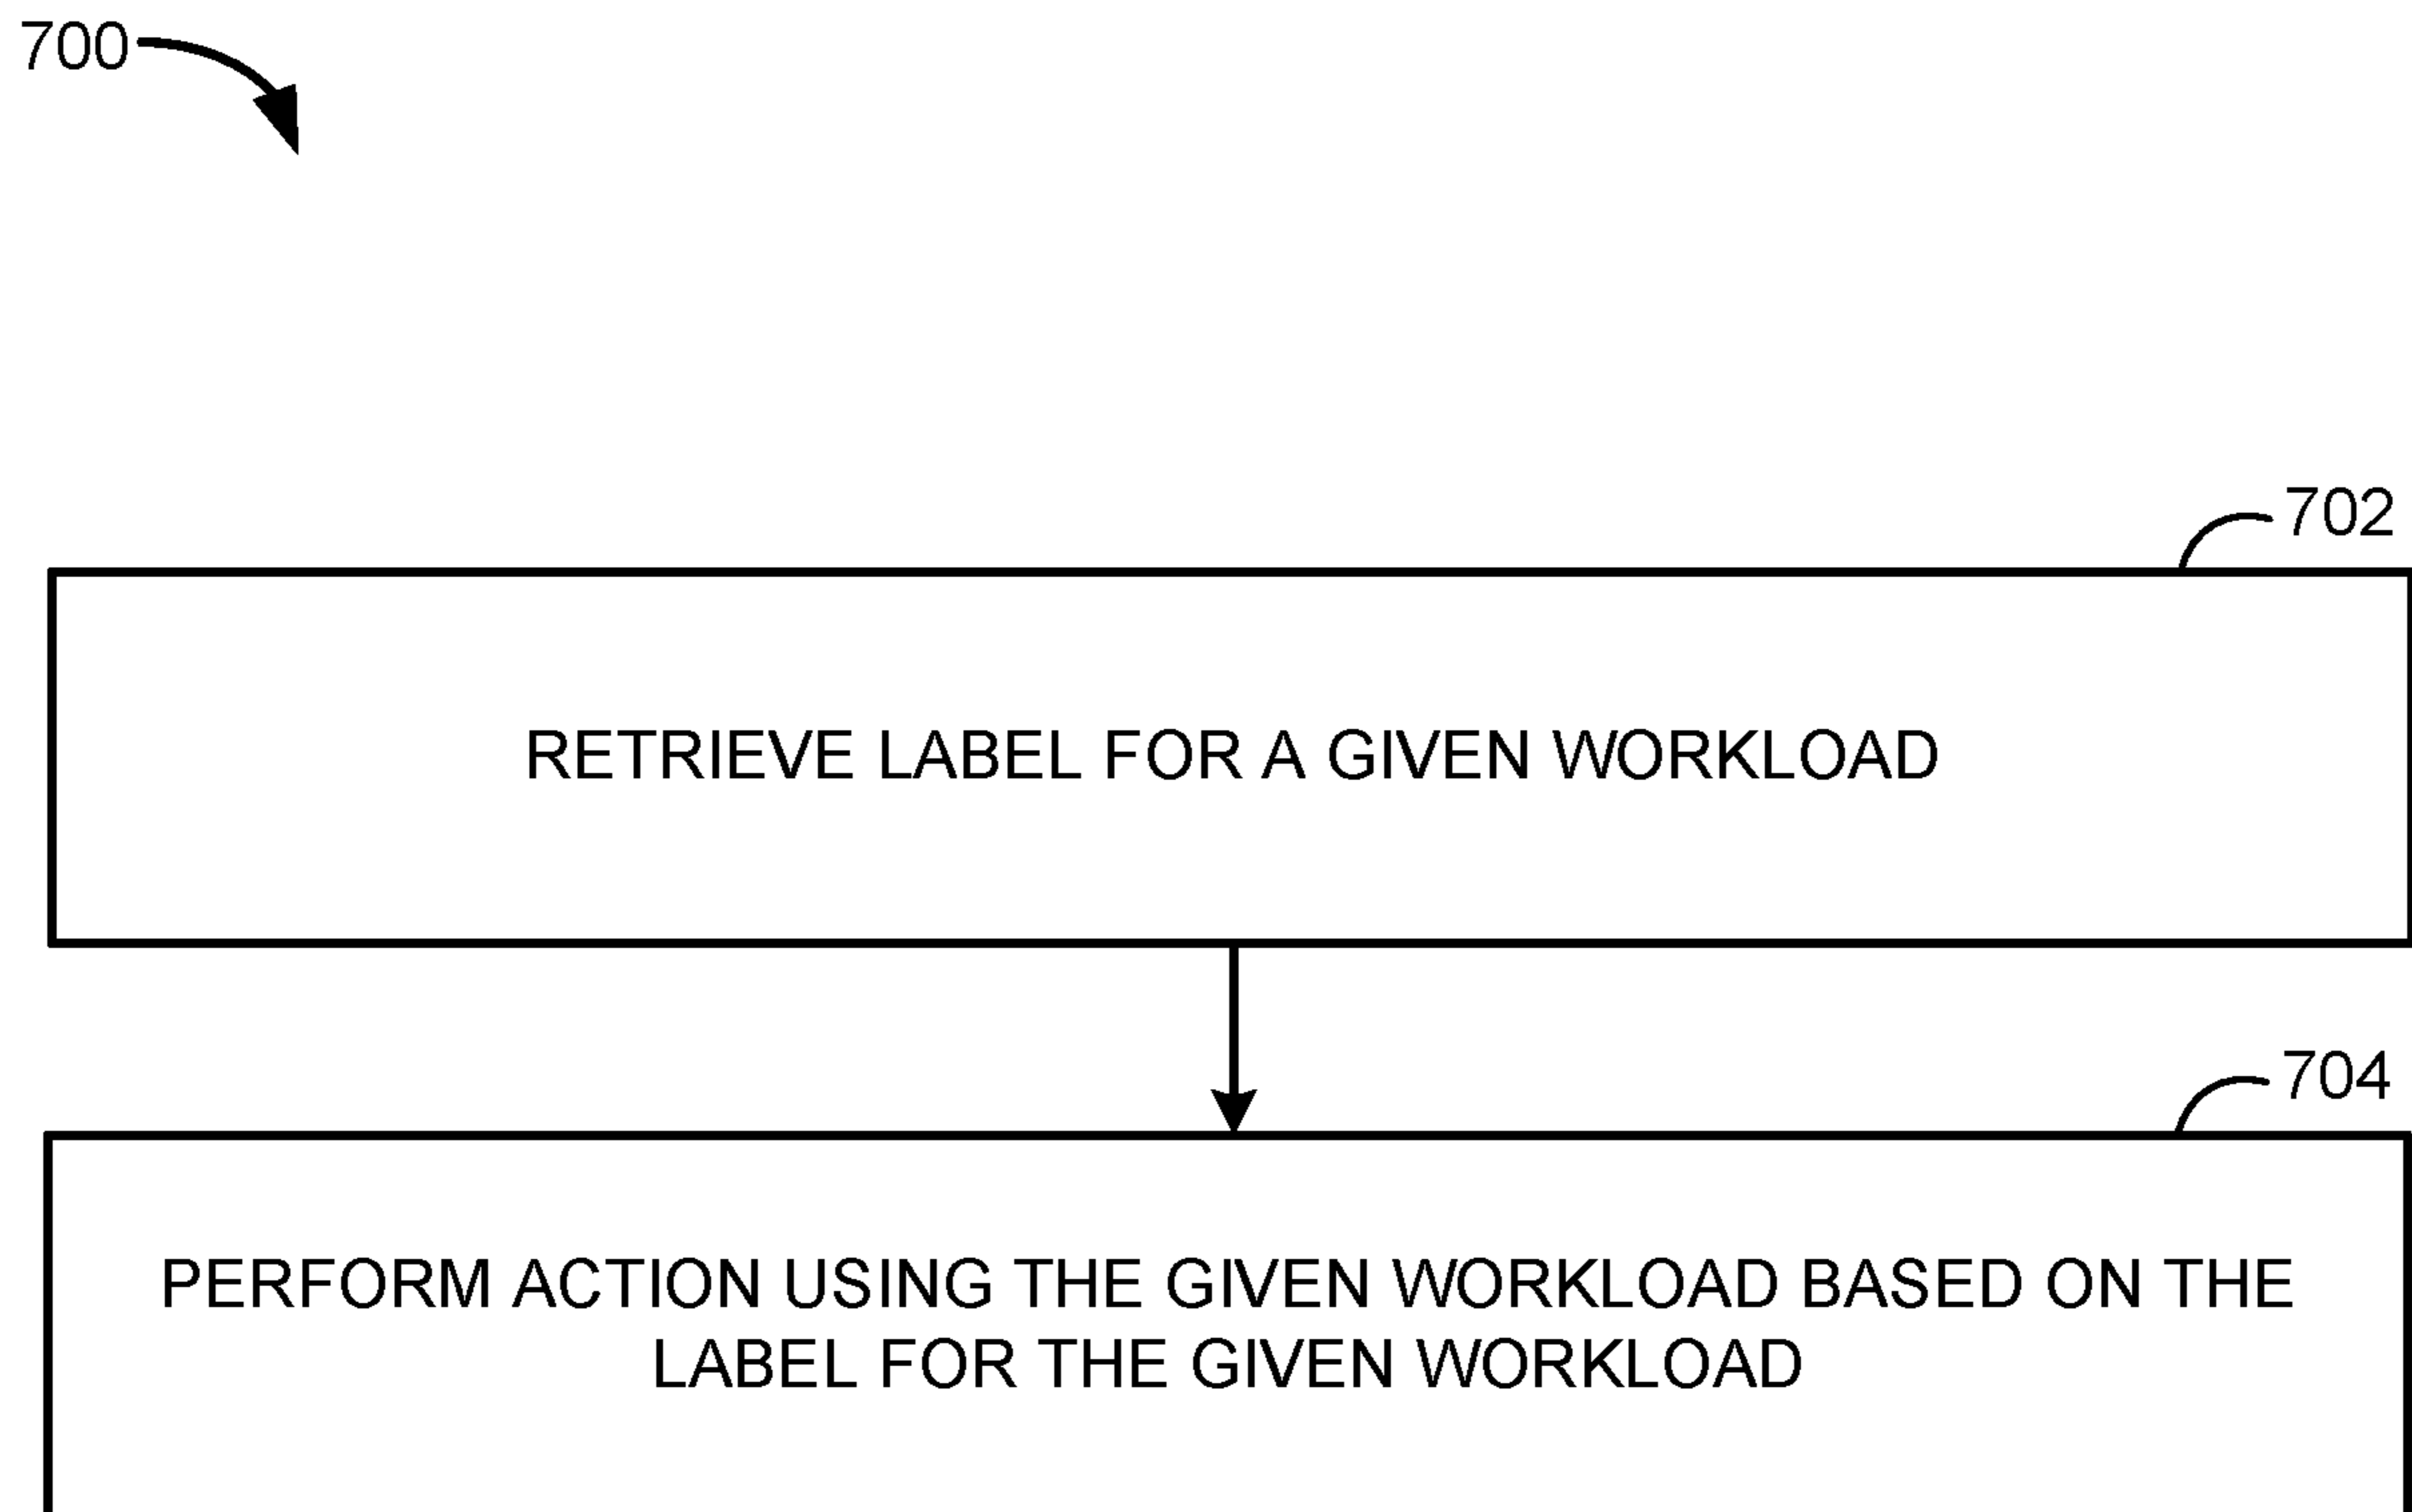 700
702
RETRIEVE LABEL FOR A GIVEN WORKLOAD
704
PERFORM ACTION USING THE GIVEN WORKLOAD BASED ON THE
LABEL FOR THE GIVEN WORKLOAD